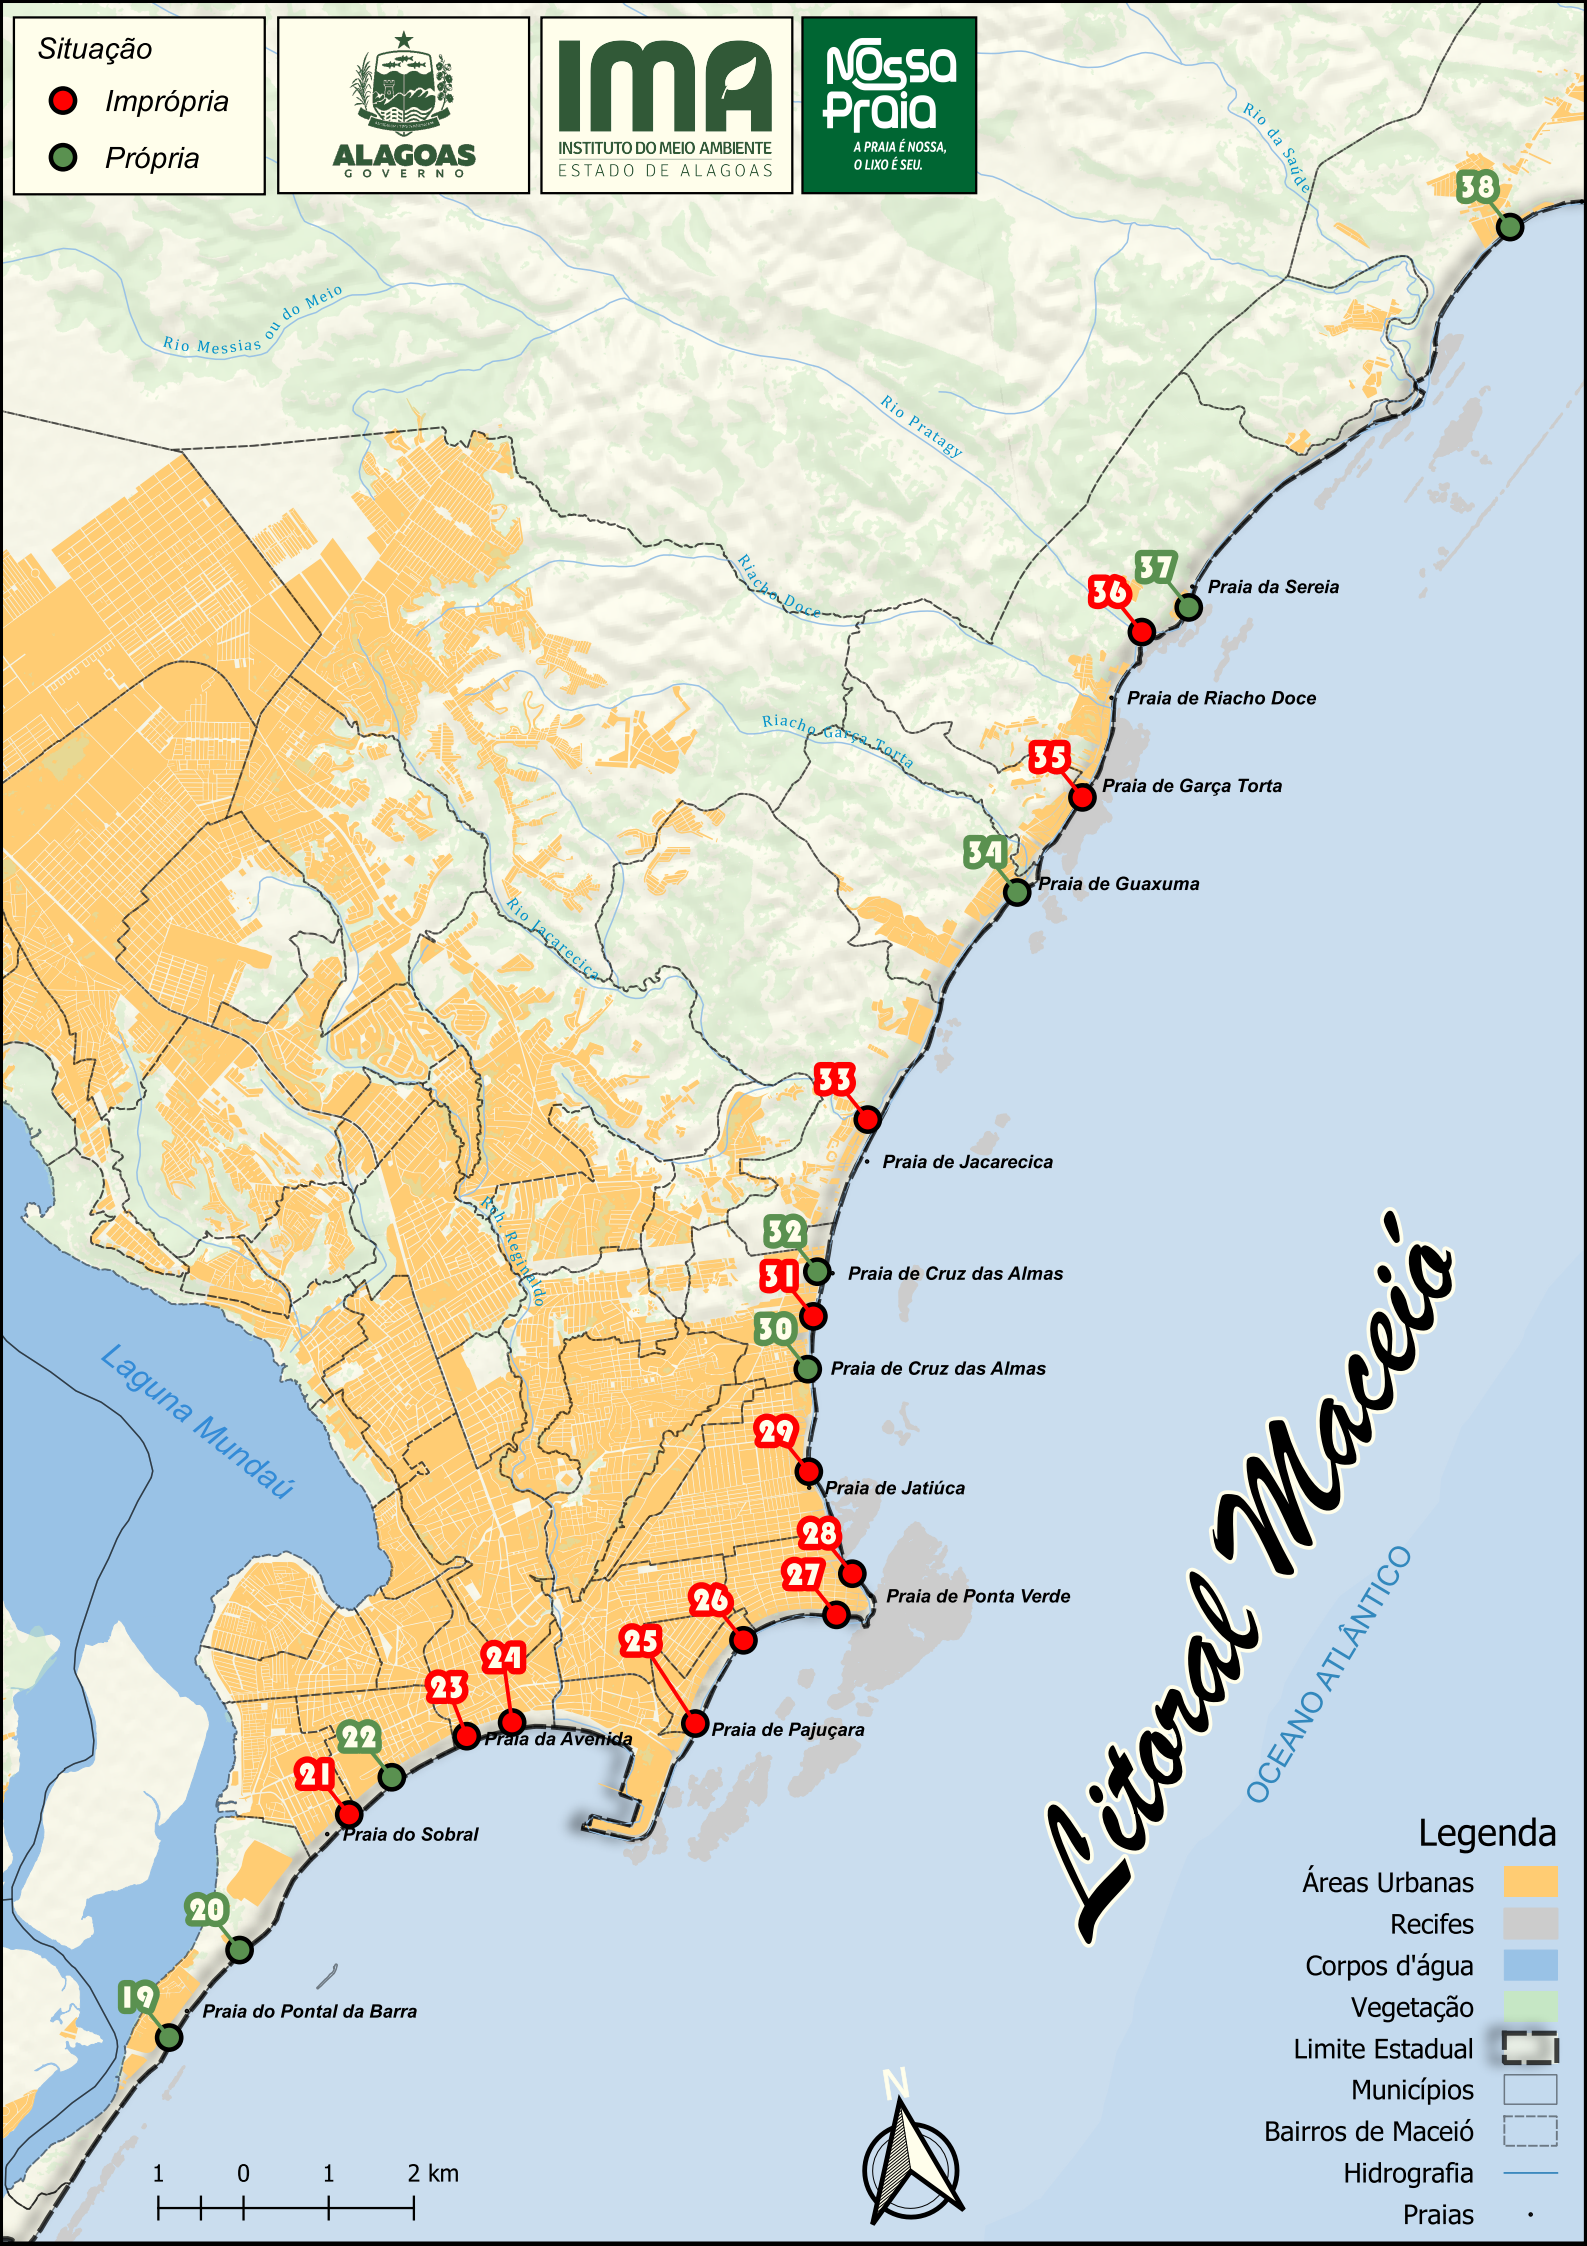 Situação
Imprópria
Própria
ALAGOAS
GOVERNO
IMA
INSTITUTO DO MEIO AMBIENTE
ESTADO DE ALAGOAS
Nossa
Praia
A PRAIA É NOSSA,
O LIXO É SEU.
Rio da Saúde
38
Rio Messias ou do Meio
Rio Pratagy
Riacho Doce
37
Praia da Sereia
36
Praia de Riacho Doce
Riacho Garça Torta
35
Praia de Garça Torta
34
Praia de Guaxuma
Rio Jacarecica
33
Praia de Jacarecica
Rch. Reginaldo
32
Praia de Cruz das Almas
31
30
Praia de Cruz das Almas
Laguna Mundaú
29
Praia de Jatiúca
28
27
Praia de Ponta Verde
26
25
24
23
Praia da Avenida
Praia de Pajuçara
22
21
Praia do Sobral
20
19
Praia do Pontal da Barra
Litoral Maceió
OCEANO ATLÂNTICO
Legenda
Áreas Urbanas
Recifes
Corpos d'água
Vegetação
Limite Estadual
Municípios
Bairros de Maceió
Hidrografia
Praias
N
1 0 1 2 km